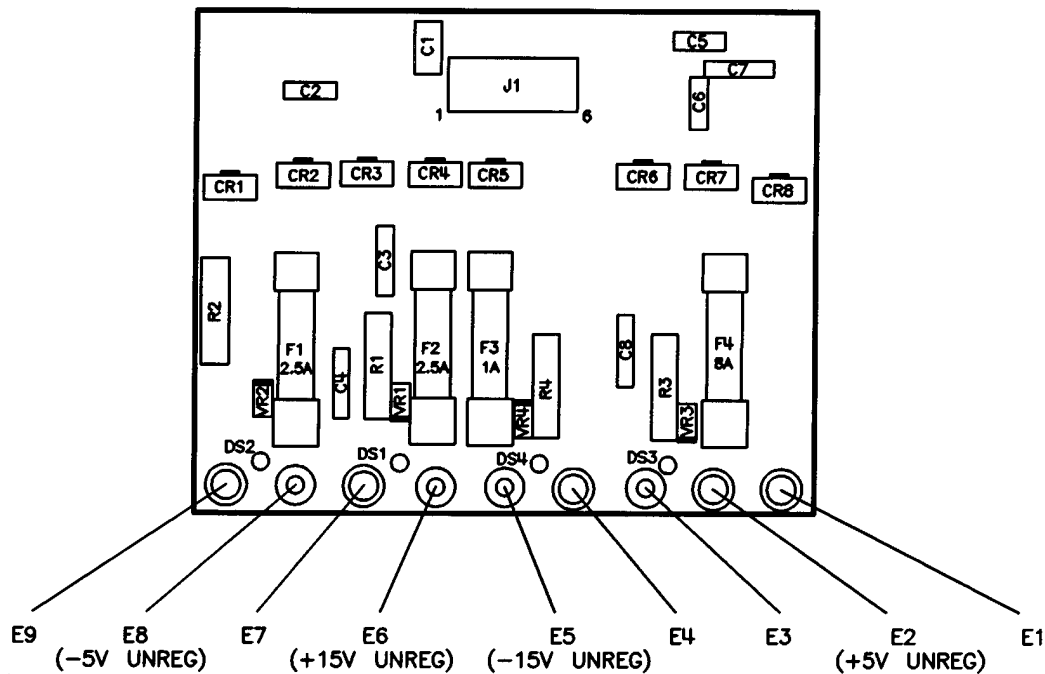 C1
C5
C7
C2
J1
C6
1
6
CR1
CR2
CR3
CR4
CR5
CR6
CR7
CR8
C3
R2
F1
2.5A
C4
R1
F2
2.5A
F3
1A
R4
C8
R3
F4
8A
VR2
VR1
VR4
VR3
DS2
DS1
DS4
DS3
E9
E8
(-5V UNREG)
E7
E6
(+15V UNREG)
E5
(-15V UNREG)
E4
E3
E2
(+5V UNREG)
E1